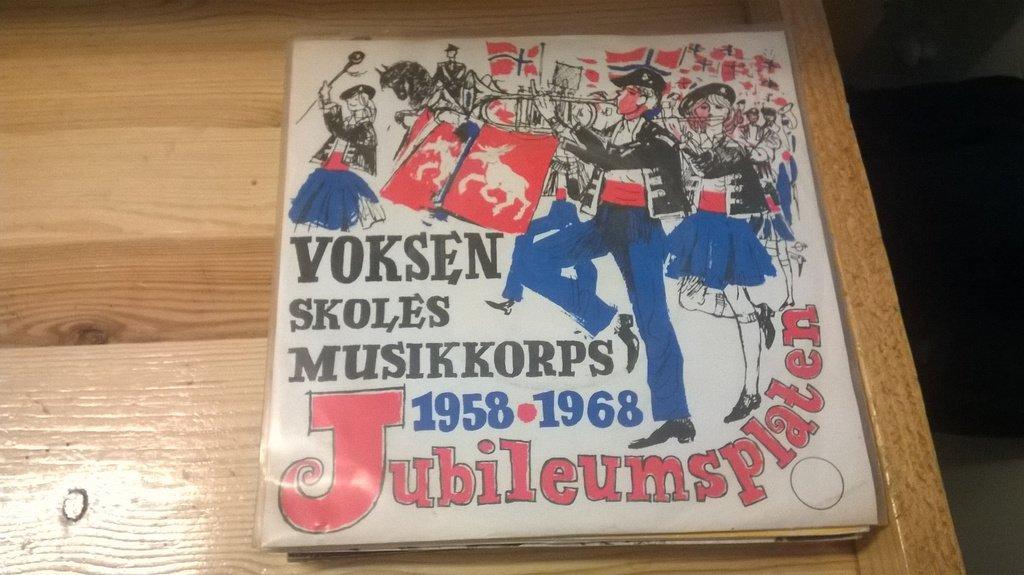 VOKSEN
SKOLES
MUSIKKORPS
1958•1968
Jubileumsplaten